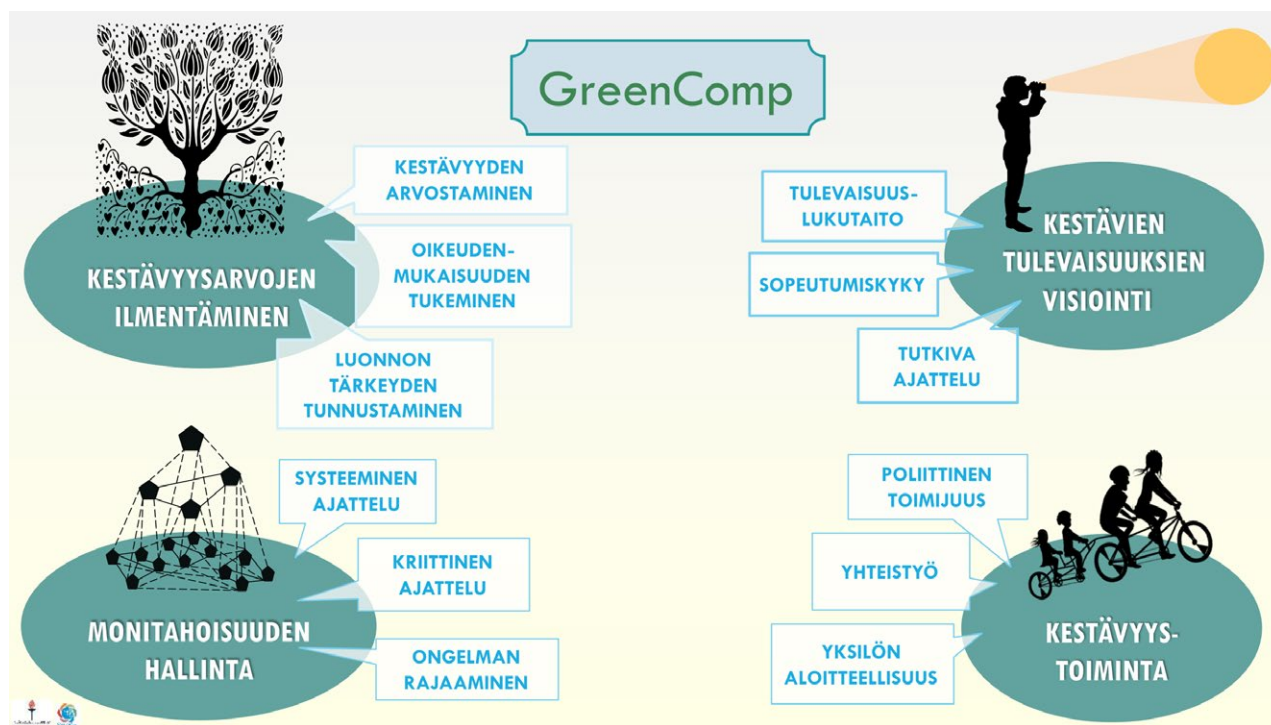 GreenComp
KESTÄVYYDEN
ARVOSTAMINEN
OIKEUDEN-
MUKAISUUDEN
TUKEMINEN
LUONNON
TÄRKEYDEN
TUNNUSTAMINEN
KESTÄVYYSARVOJEN
ILMENTÄMINEN
TULEVAISUUS-
LUKUTAITO
SOPEUTUMISKYKY
TUTKIVA
AJATTELU
KESTÄVIEN
TULEVAISUUKSIEN
VISIOINTI
SYSTEEMINEN
AJATTELU
KRIITTINEN
AJATTELU
ONGELMAN
RAJAAMINEN
MONITAHOISUUDEN
HALLINTA
POLIITTINEN
TOIMIJUUS
YHTEISTYÖ
YKSILÖN
ALOITTEELLISUUS
KESTÄVYYS-
TOIMINTA